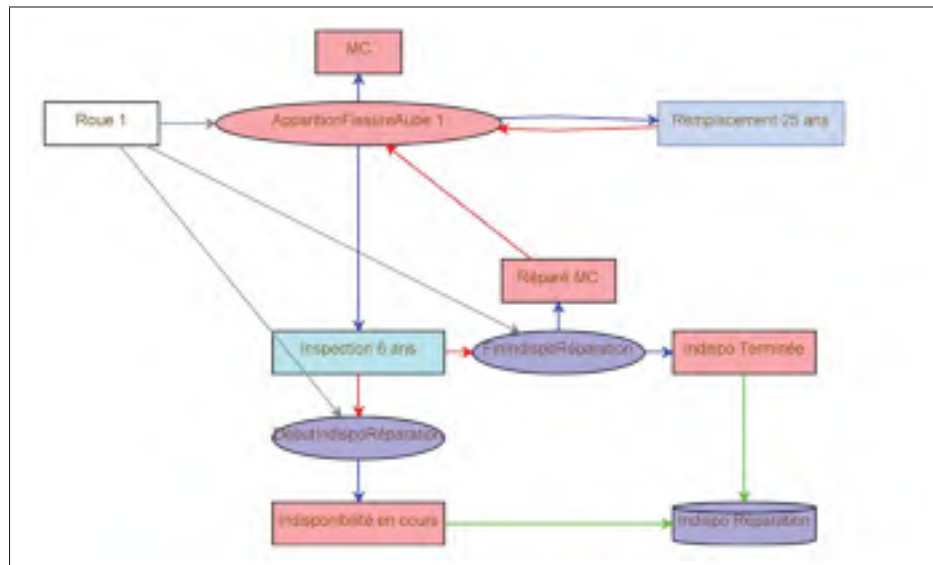 MC
Roue 1
ApparitionFissureAube 1
Remplacement 25 ans
Réparé MC
Inspection 6 ans
FinIndispoRéparation
Indispo Terminée
DébutIndispoRéparation
Indisponibilité en cours
Indispo Réparation